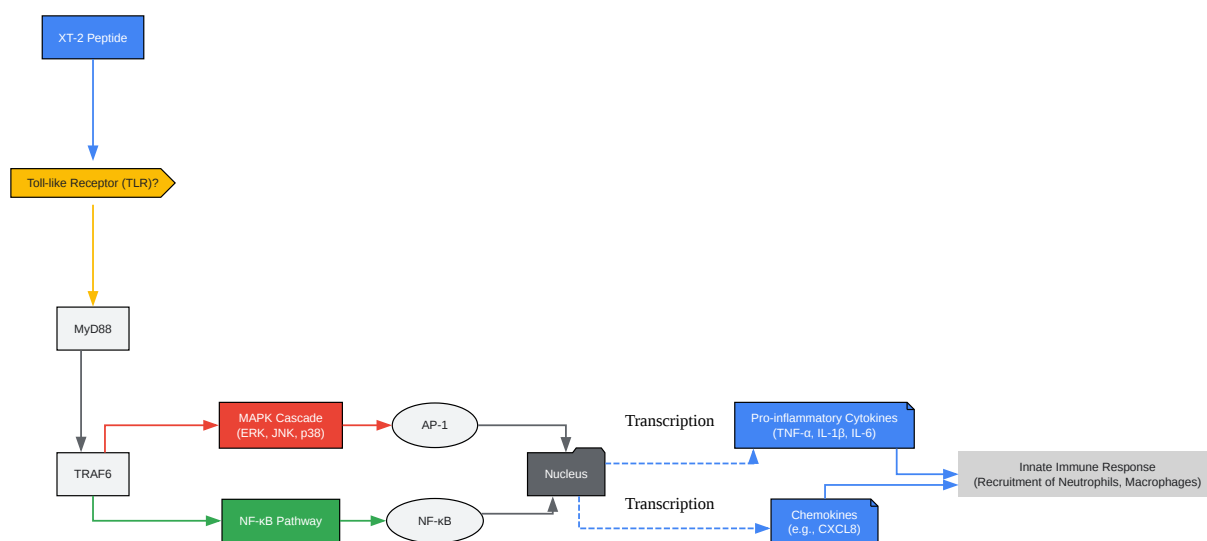 XT-2 Peptide
Toll-like Receptor (TLR)?
MyD88
TRAF6
MAPK Cascade
(ERK, JNK, p38)
NF-κB Pathway
AP-1
NF-κB
Nucleus
Transcription
Transcription
Pro-inflammatory Cytokines
(TNF-α, IL-1β, IL-6)
Chemokines
(e.g., CXCL8)
Innate Immune Response
(Recruitment of Neutrophils, Macrophages)